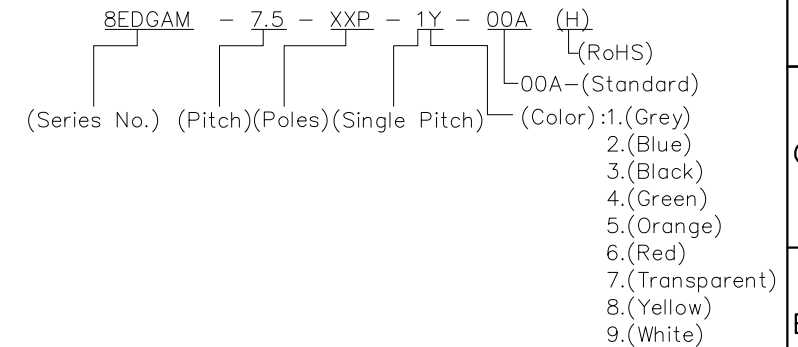 8EDGAM - 7.5 - XXP - 1Y - 00A (H)
(RoHS)
00A-(Standard)
(Series No.) (Pitch)(Poles)(Single Pitch) (Color):1.(Grey)
2.(Blue)
3.(Black)
4.(Green)
5.(Orange)
6.(Red)
7.(Transparent)
8.(Yellow)
9.(White)